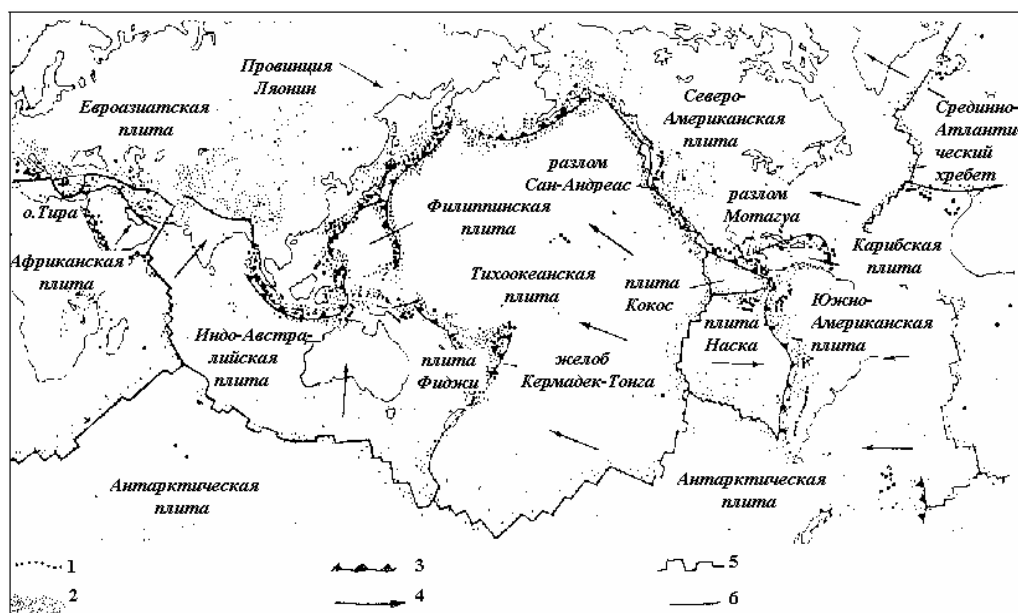 Провинция
Ляонин
Евроазиатская
плита
Северо-
Американская
плита
Срединно-
Атланти-
ческий
хребет
разлом
Сан-Андреас
разлом
Мотагуа
о.Тира
Филиппинская
плита
Африканская
плита
Карибская
плита
Тихоокеанская
плита
плита
Кокос
Южно-
Американская
плита
плита
Наска
Индо-Австра-
лийская
плита
плита
Фиджи
желоб
Кермадек-Тонга
Антарктическая
плита
Антарктическая
плита
1
2
3
4
5
6